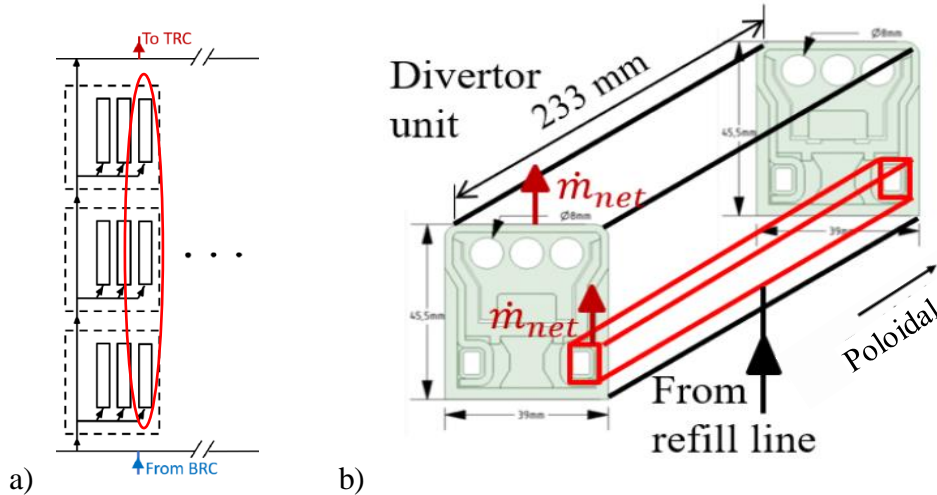 To TRC
From BRC
a)
Divertor
unit
233 mm
Ø8mm
45,5mm
ṁnet
Ø8mm
45,5mm
39mm
ṁnet
39mm
Poloidal
From
refill line
b)